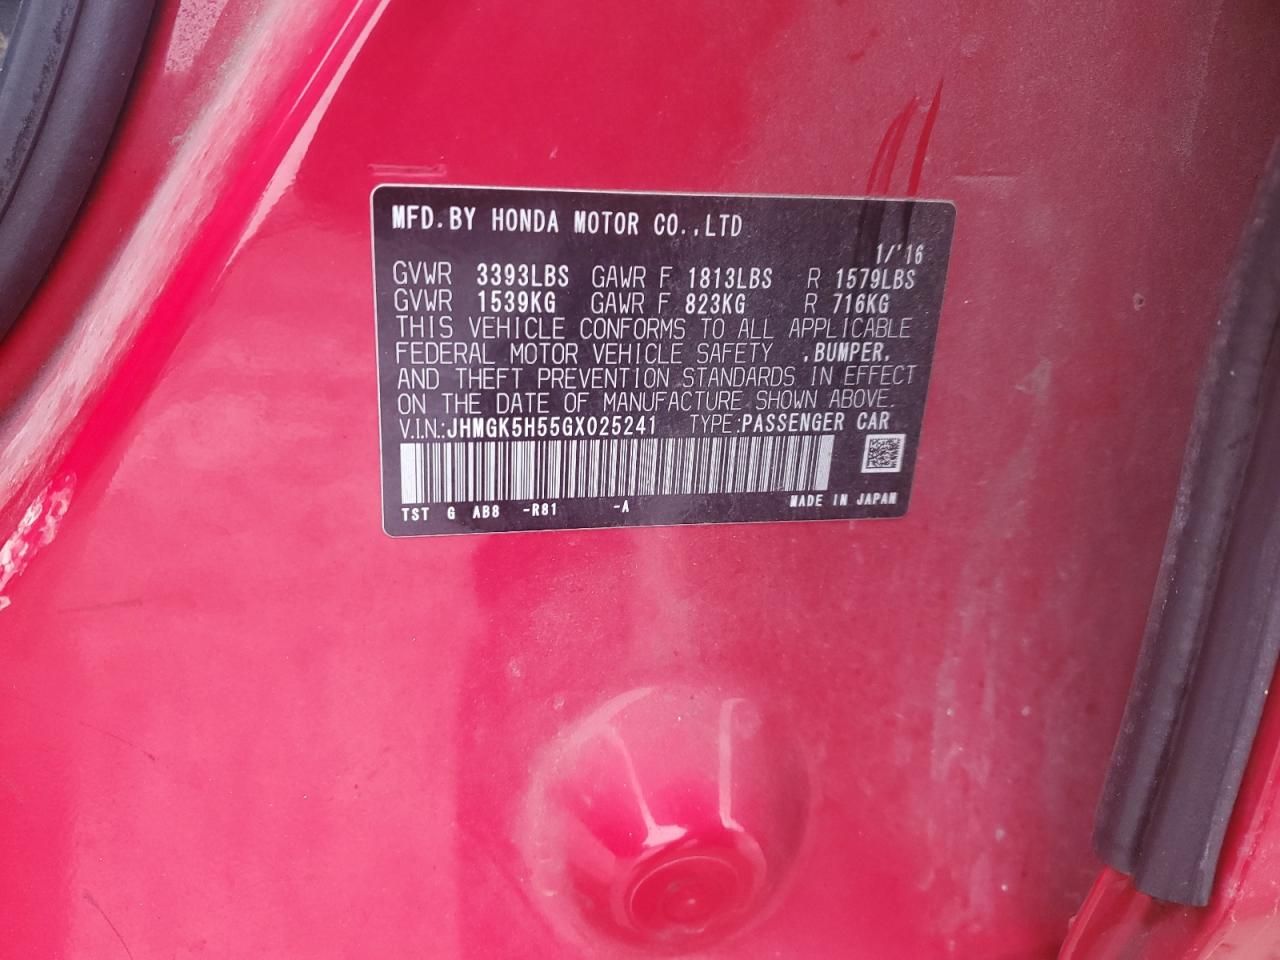 MFD.BY HONDA MOTOR CO.,LTD
1/'16
GVWR 3393LBS GAWR F 1813LBS R 1579LBS
GVWR 1539KG GAWR F 823KG R 716KG
THIS VEHICLE CONFORMS TO ALL APPLICABLE
FEDERAL MOTOR VEHICLE SAFETY ,BUMPER,
AND THEFT PREVENTION STANDARDS IN EFFECT
ON THE DATE OF MANUFACTURE SHOWN ABOVE.
V.I.N.:JHMGK5H55GX025241 TYPE:PASSENGER CAR
TST G AB8 -R81 -A MADE IN JAPAN